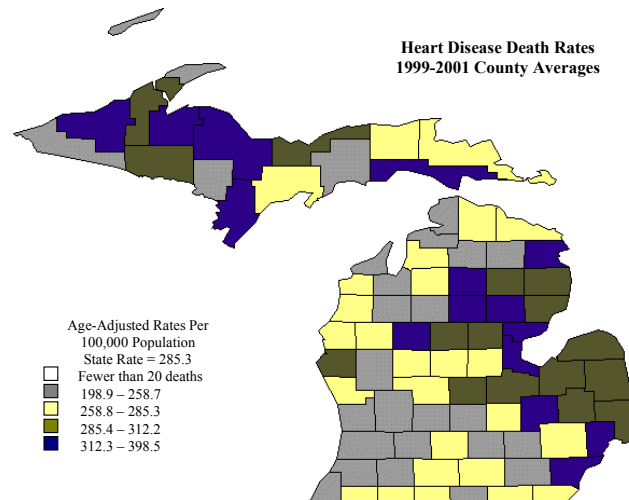 Heart Disease Death Rates
1999-2001 County Averages
Age-Adjusted Rates Per
100,000 Population
State Rate = 285.3
Fewer than 20 deaths
198.9 – 258.7
258.8 – 285.3
285.4 – 312.2
312.3 – 398.5